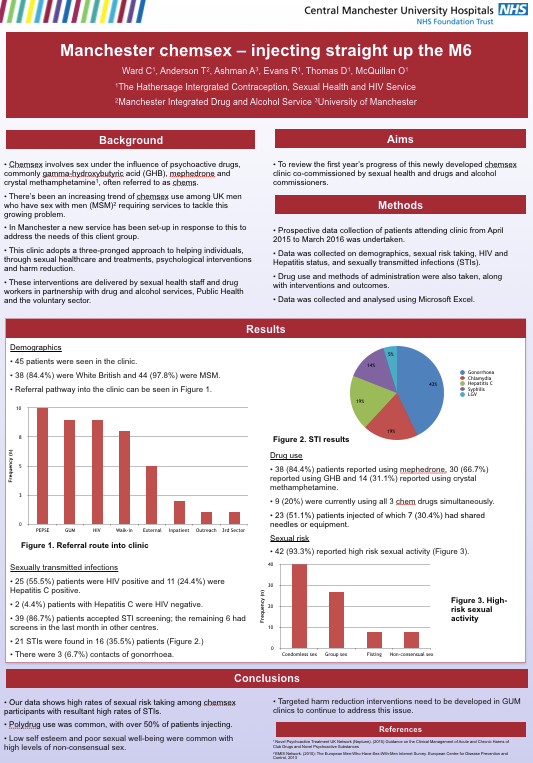 Central Manchester University Hospitals NHS
NHS Foundation Trust
Manchester chemsex – injecting straight up the M6
Ward C¹, Anderson T², Ashman A³, Evans R¹, Thomas D¹, McQuillan O¹
¹The Hathersage Intergrated Contraception, Sexual Health and HIV Service
²Manchester Integrated Drug and Alcohol Service ³University of Manchester
Background
• Chemsex involves sex under the influence of psychoactive drugs,
commonly gamma-hydroxybutyric acid (GHB), mephedrone and
crystal methamphetamine¹, often referred to as chems.
• There's been an increasing trend of chemsex use among UK men
who have sex with men (MSM)² requiring services to tackle this
growing problem.
• In Manchester a new service has been set-up in response to this to
address the needs of this client group.
• This clinic adopts a three-pronged approach to helping individuals,
through sexual healthcare and treatments, psychological interventions
and harm reduction.
• These interventions are delivered by sexual health staff and drug
workers in partnership with drug and alcohol services, Public Health
and the voluntary sector.
Aims
• To review the first year's progress of this newly developed chemsex
clinic co-commissioned by sexual health and drugs and alcohol
commissioners.
Methods
• Prospective data collection of patients attending clinic from April
2015 to March 2016 was undertaken.
• Data was collected on demographics, sexual risk taking, HIV and
Hepatitis status, and sexually transmitted infections (STIs).
• Drug use and methods of administration were also taken, along
with interventions and outcomes.
• Data was collected and analysed using Microsoft Excel.
Results
Demographics
• 45 patients were seen in the clinic.
• 38 (84.4%) were White British and 44 (97.8%) were MSM.
• Referral pathway into the clinic can be seen in Figure 1.
Frequency (n)
10
8
5
3
0
PEPSE GUM HIV Walk-in External Inpatient Outreach 3rd Sector
Figure 1. Referral route into clinic
Sexually transmitted infections
• 25 (55.5%) patients were HIV positive and 11 (24.4%) were
Hepatitis C positive.
• 2 (4.4%) patients with Hepatitis C were HIV negative.
• 39 (86.7%) patients accepted STI screening; the remaining 6 had
screens in the last month in other centres.
• 21 STIs were found in 16 (35.5%) patients (Figure 2.)
• There were 3 (6.7%) contacts of gonorrhoea.
5%
14%
43%
19%
19%
Gonorrhoea
Chlamydia
Hepatitis C
Syphilis
LGV
Figure 2. STI results
Drug use
• 38 (84.4%) patients reported using mephedrone, 30 (66.7%)
reported using GHB and 14 (31.1%) reported using crystal
methamphetamine.
• 9 (20%) were currently using all 3 chem drugs simultaneously.
• 23 (51.1%) patients injected of which 7 (30.4%) had shared
needles or equipment.
Sexual risk
• 42 (93.3%) reported high risk sexual activity (Figure 3).
Frequency (n)
40
30
20
10
0
Condomless sex Group sex Fisting Non-consensual sex
Figure 3. High-
risk sexual
activity
Conclusions
• Our data shows high rates of sexual risk taking among chemsex
participants with resultant high rates of STIs.
• Polydrug use was common, with over 50% of patients injecting.
• Low self esteem and poor sexual well-being were common with
high levels of non-consensual sex.
• Targeted harm reduction interventions need to be developed in GUM
clinics to continue to address this issue.
References
¹Novel Psychoactive Treatment UK Network (Neptune). (2015) Guidance on the Clinical Management of Acute and Chronic Harms of
Club Drugs and Novel Psychoactive Substances
²EMIS Network. (2010). The European Men-Who-Have-Sex-With-Men Internet Survey. European Centre for Disease Prevention and
Control, 2013